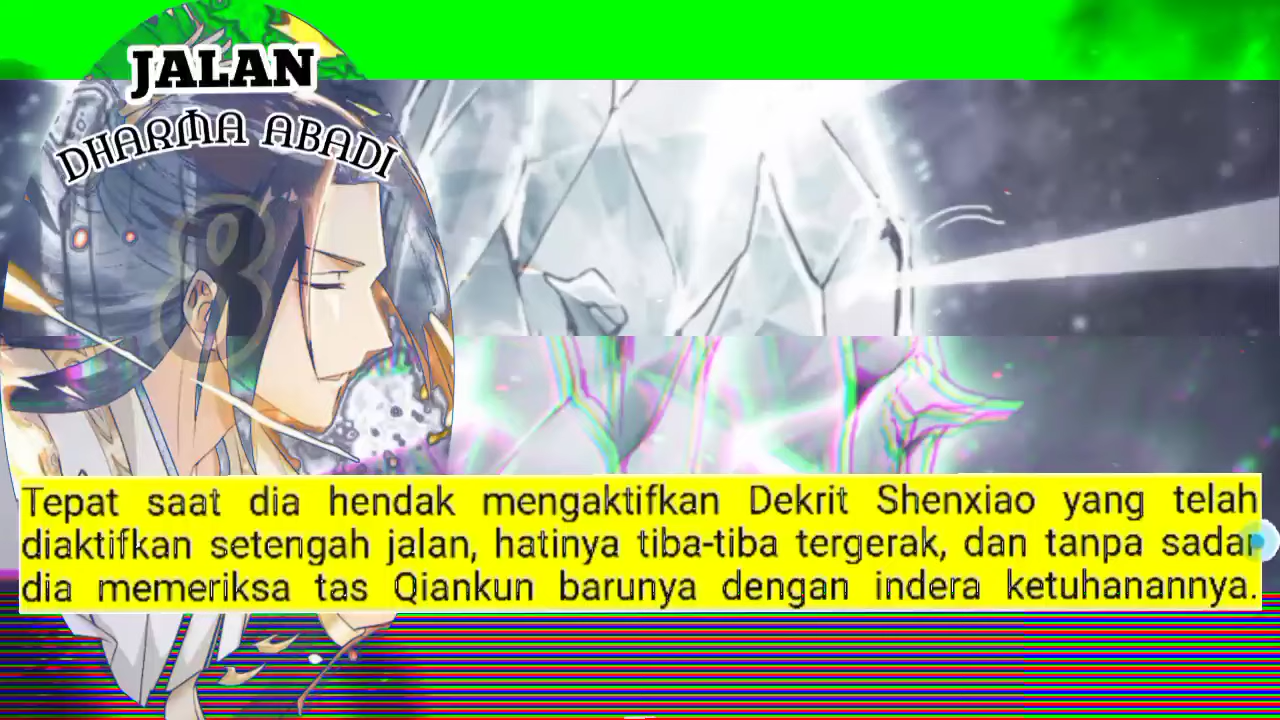 JALAN
DHARMA ABADI
8
Tepat saat dia hendak mengaktifkan Dekrit Shenxiao yang telah
diaktifkan setengah jalan, hatinya tiba-tiba tergerak, dan tanpa sadar
dia memeriksa tas Qiankun barunya dengan indera ketuhanannya.